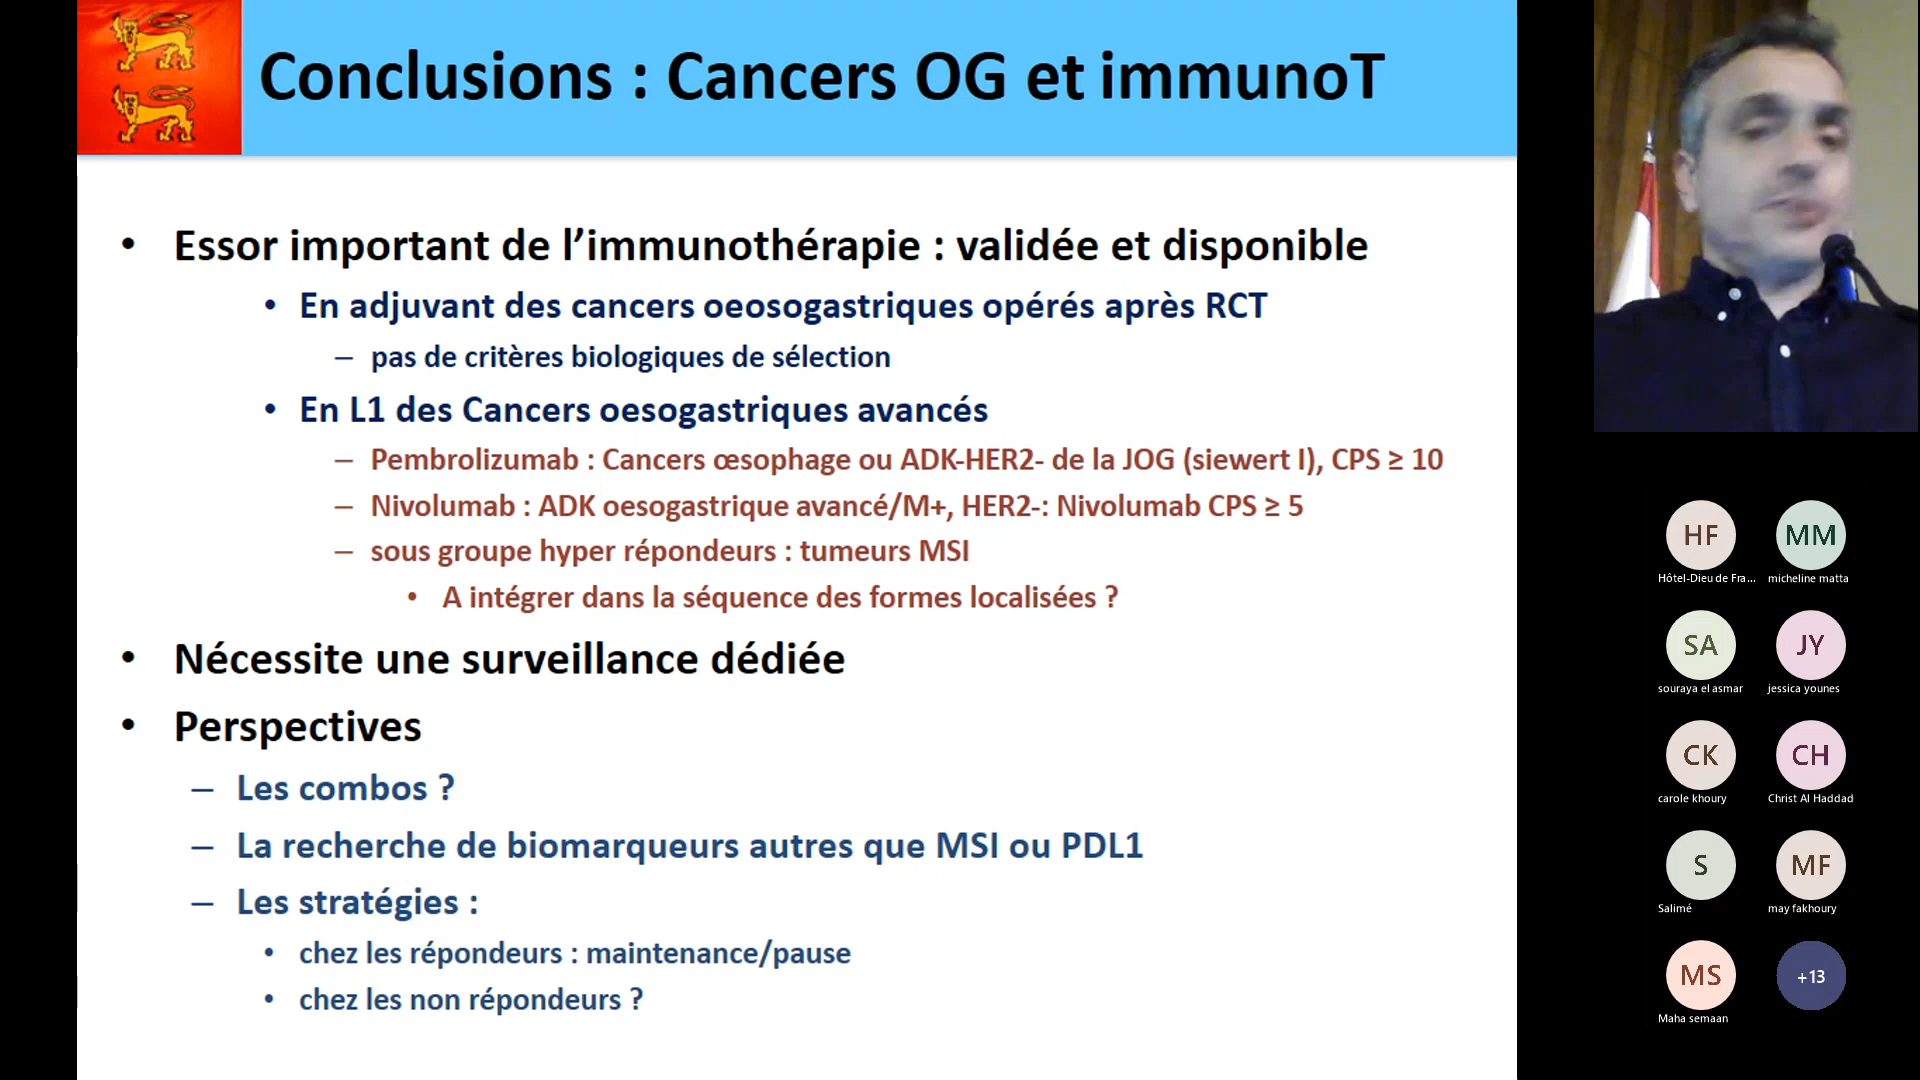 Conclusions : Cancers OG et immunoT
• Essor important de l’immunothérapie : validée et disponible
• En adjuvant des cancers oeosogastriques opérés après RCT
– pas de critères biologiques de sélection
• En L1 des Cancers oesogastriques avancés
– Pembrolizumab : Cancers œsophage ou ADK-HER2- de la JOG (siewert I), CPS ≥ 10
– Nivolumab : ADK oesogastrique avancé/M+, HER2-: Nivolumab CPS ≥ 5
– sous groupe hyper répondeurs : tumeurs MSI
• A intégrer dans la séquence des formes localisées ?
• Nécessite une surveillance dédiée
• Perspectives
– Les combos ?
– La recherche de biomarqueurs autres que MSI ou PDL1
– Les stratégies :
• chez les répondeurs : maintenance/pause
• chez les non répondeurs ?
HF
Hôtel-Dieu de Fra...
MM
micheline matta
SA
souraya el asmar
JY
jessica younes
CK
carole khoury
CH
Christ Al Haddad
S
Salimé
MF
may fakhoury
MS
Maha semaan
+13